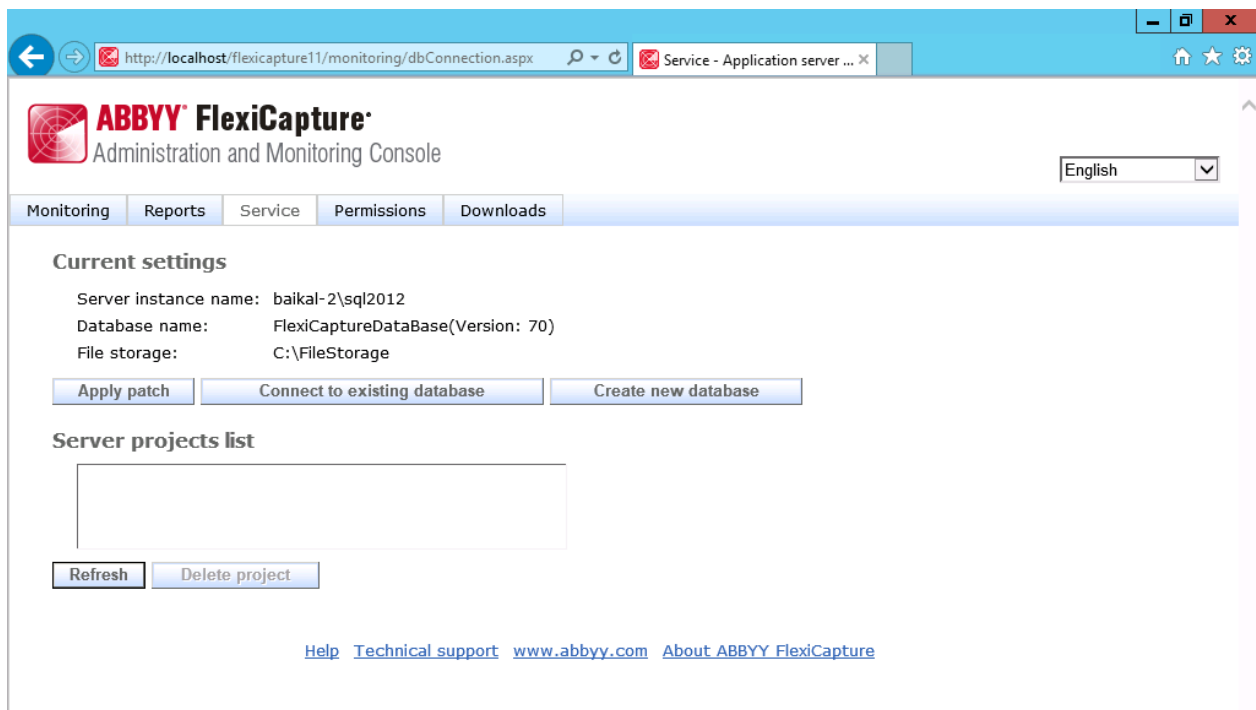 http://localhost/flexicapture11/monitoring/dbConnection.aspx
Service - Application server ...
ABBYY® FlexiCapture®
Administration and Monitoring Console
English
Monitoring Reports Service Permissions Downloads
Current settings
Server instance name: baikal-2\sql2012
Database name: FlexiCaptureDataBase(Version: 70)
File storage: C:\FileStorage
Apply patch Connect to existing database Create new database
Server projects list
Refresh Delete project
Help Technical support www.abbyy.com About ABBYY FlexiCapture